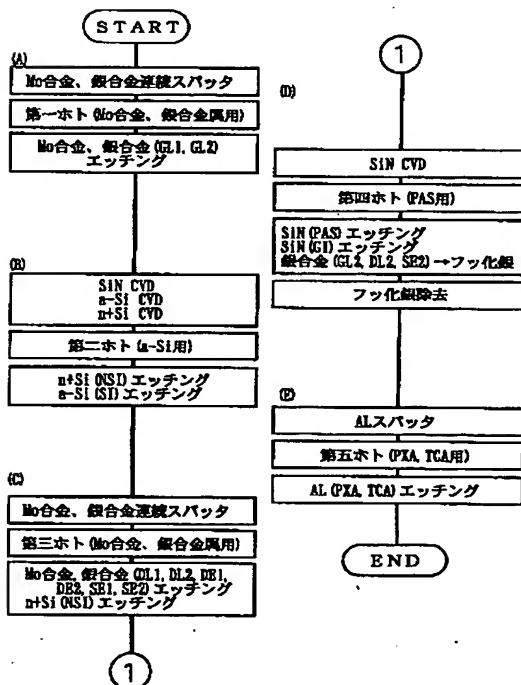 START
(A)
Mo合金、銀合金連続スパッタ
第一ホト(Mo合金、銀合金属用)
Mo合金、銀合金(GL1, GL2)
エッチング
(B)
SiN CVD
a-Si CVD
n+Si CVD
第二ホト(a-Si用)
n+Si(NSI)エッチング
a-Si(SI)エッチング
(C)
Mo合金、銀合金連続スパッタ
第三ホト(Mo合金、銀合金属用)
Mo合金,銀合金(DL1, DL2, DE1,
DE2, SE1, SE2)エッチング
n+Si(NSI)エッチング
1
1
(D)
SiN CVD
第四ホト(PAS用)
SiN(PAS)エッチング
SiN(GI)エッチング
銀合金(GL2, DL2, SE2)→フッ化銀
フッ化銀除去
(E)
ALスパッタ
第五ホト(PXA, TCA用)
AL(PXA, TCA)エッチング
END